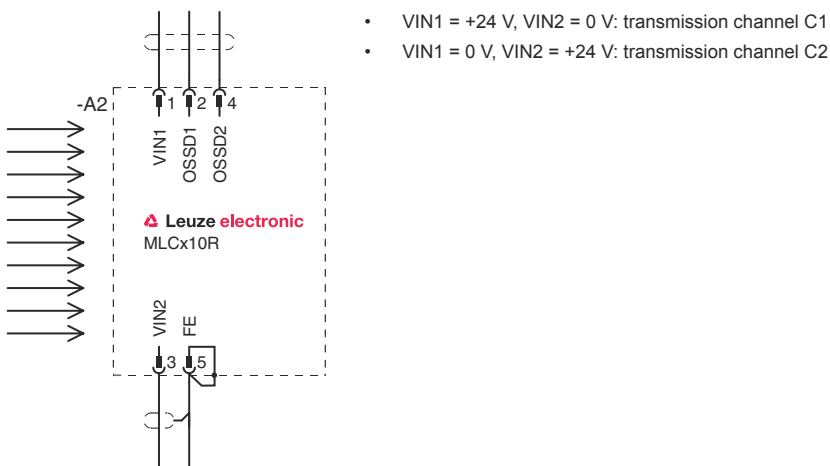 • VIN1 = +24 V, VIN2 = 0 V: transmission channel C1
• VIN1 = 0 V, VIN2 = +24 V: transmission channel C2
-A2
1 2 4
VIN1
OSSD1
OSSD2
Leuze electronic
MLCx10R
VIN2
FE
3 5